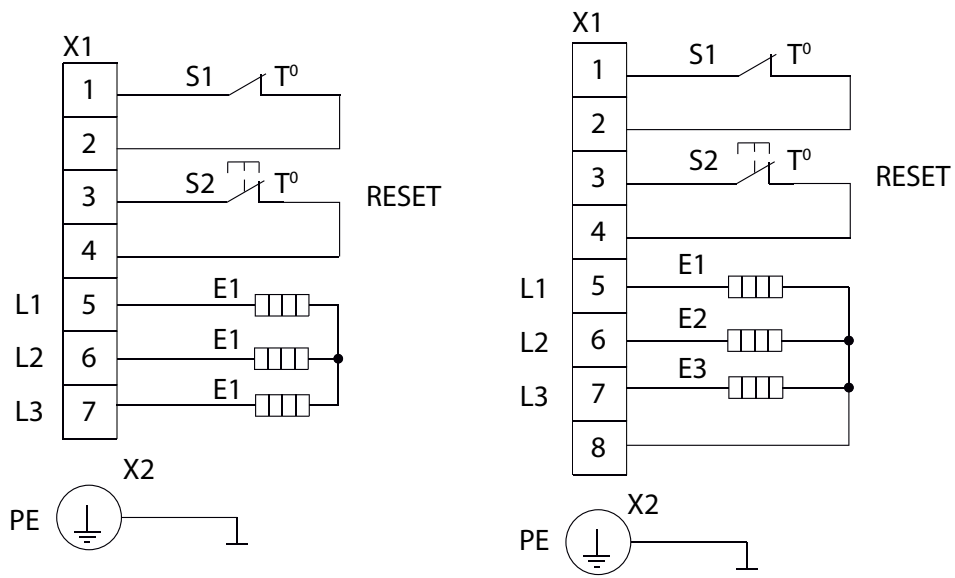 X1
1 S1 T⁰
2
3 S2 T⁰ RESET
4
L1 5 E1
L2 6 E1
L3 7 E1
X2
PE
X1
1 S1 T⁰
2
3 S2 T⁰ RESET
4
L1 5 E1
L2 6 E2
L3 7 E3
8
X2
PE